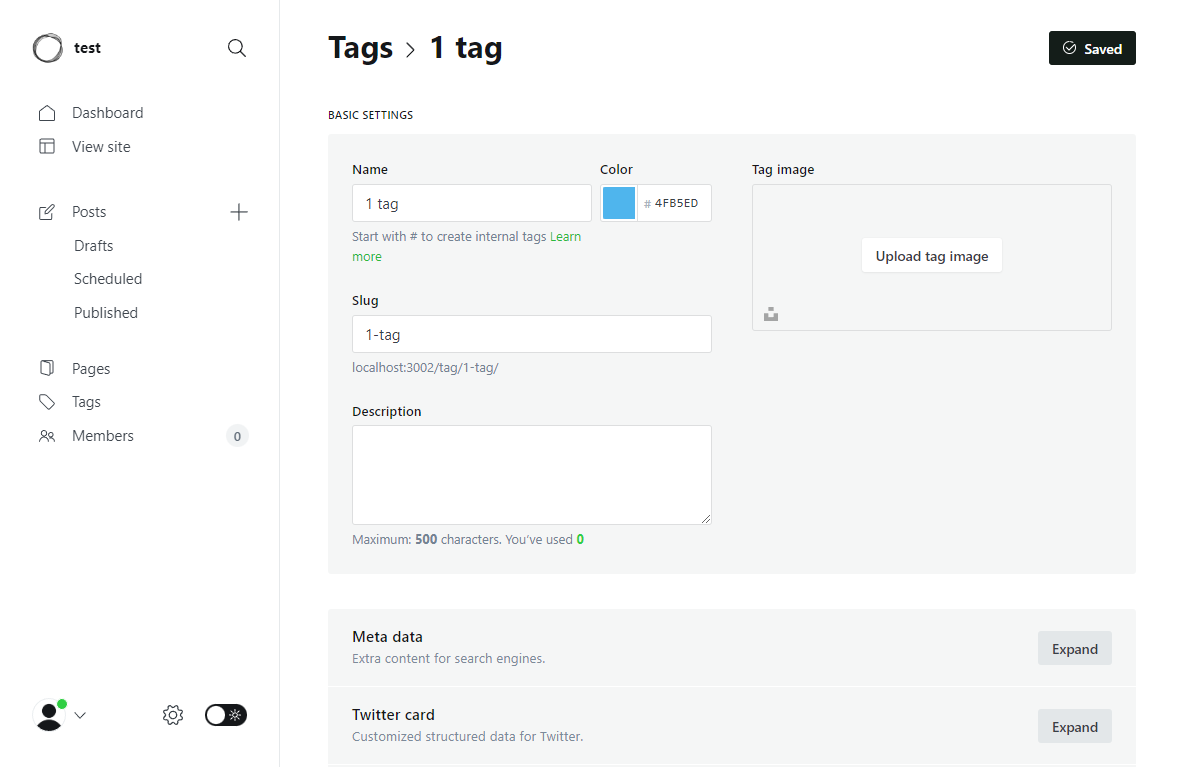 test
Dashboard
View site
Posts
Drafts
Scheduled
Published
Pages
Tags
Members
0
Tags > 1 tag
Saved
BASIC SETTINGS
Name
1 tag
Color
# 4FB5ED
Start with # to create internal tags Learn
more
Slug
1-tag
localhost:3002/tag/1-tag/
Description
Maximum: 500 characters. You’ve used 0
Tag image
Upload tag image
Meta data
Extra content for search engines.
Expand
Twitter card
Customized structured data for Twitter.
Expand